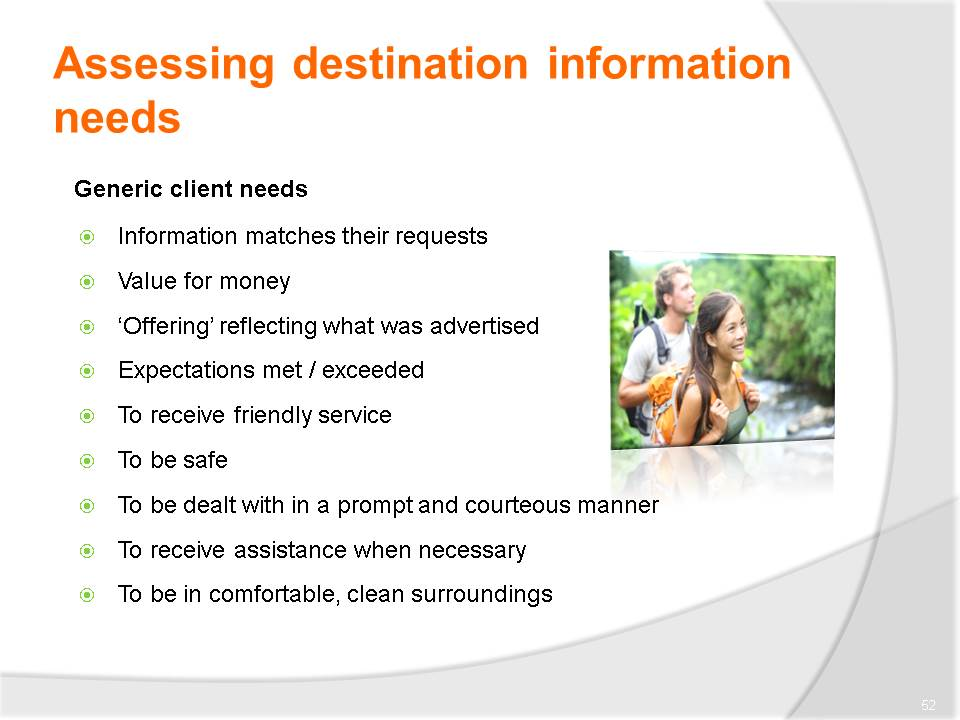 Assessing destination information
needs
Generic client needs
Information matches their requests
Value for money
‘Offering’ reflecting what was advertised
Expectations met / exceeded
To receive friendly service
To be safe
To be dealt with in a prompt and courteous manner
To receive assistance when necessary
To be in comfortable, clean surroundings
52